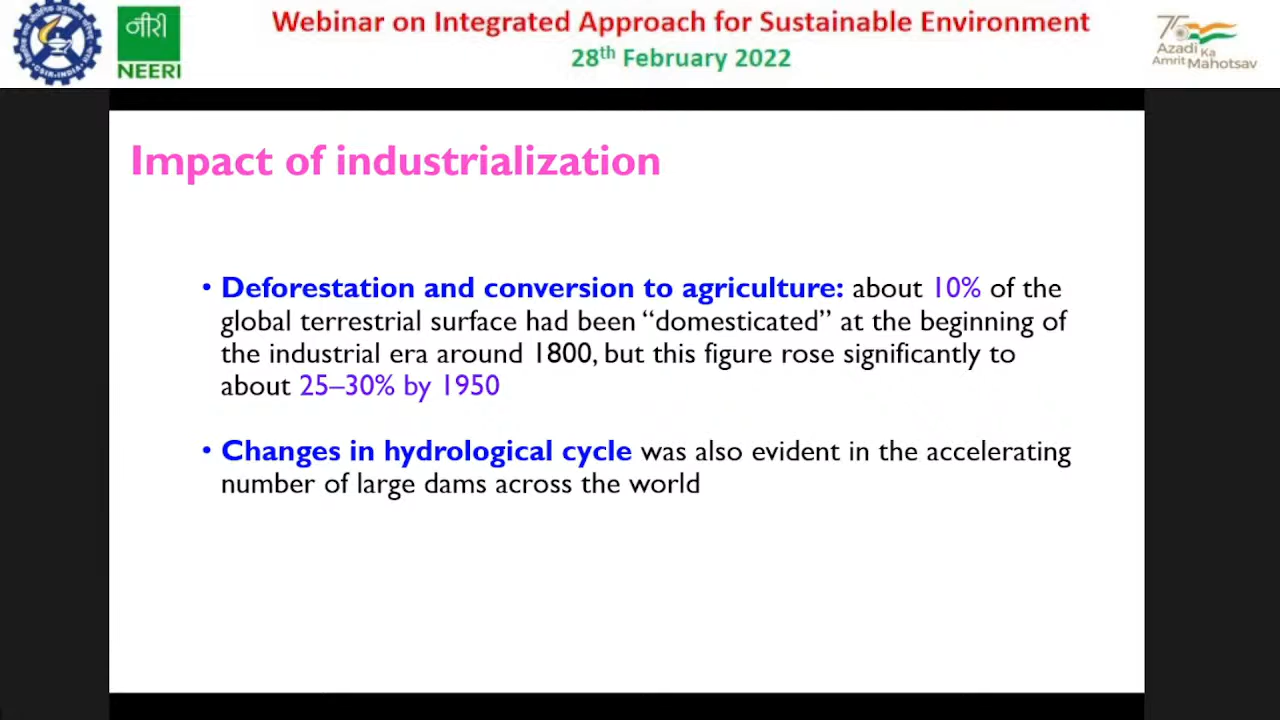 Webinar on Integrated Approach for Sustainable Environment
28th February 2022
नीरी
NEERI
CSIR-INDIA
75
Azadi Ka
Amrit Mahotsav
Impact of industrialization
• Deforestation and conversion to agriculture: about 10% of the
global terrestrial surface had been “domesticated” at the beginning of
the industrial era around 1800, but this figure rose significantly to
about 25–30% by 1950
• Changes in hydrological cycle was also evident in the accelerating
number of large dams across the world